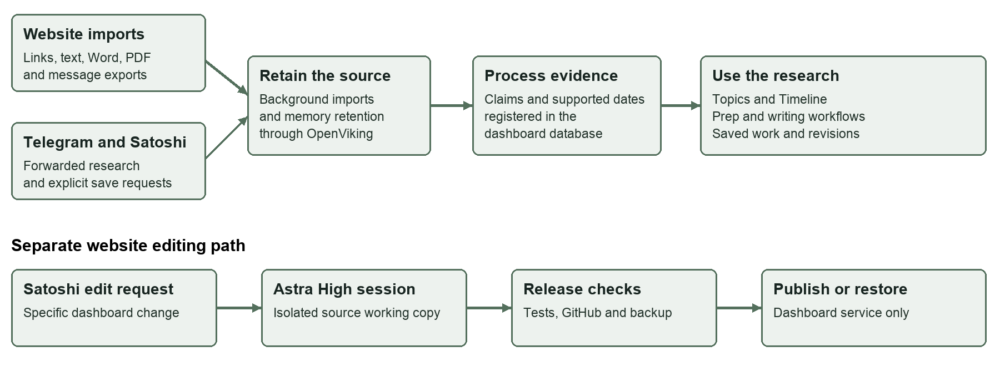 Website imports
Links, text, Word, PDF
and message exports
Telegram and Satoshi
Forwarded research
and explicit save requests
Retain the source
Background imports
and memory retention
through OpenViking
Process evidence
Claims and supported dates
registered in the
dashboard database
Use the research
Topics and Timeline
Prep and writing workflows
Saved work and revisions
Separate website editing path
Satoshi edit request
Specific dashboard change
Astra High session
Isolated source working copy
Release checks
Tests, GitHub and backup
Publish or restore
Dashboard service only